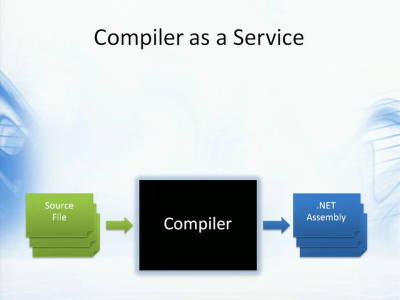 Compiler as a Service
Source
File
Compiler
.NET
Assembly